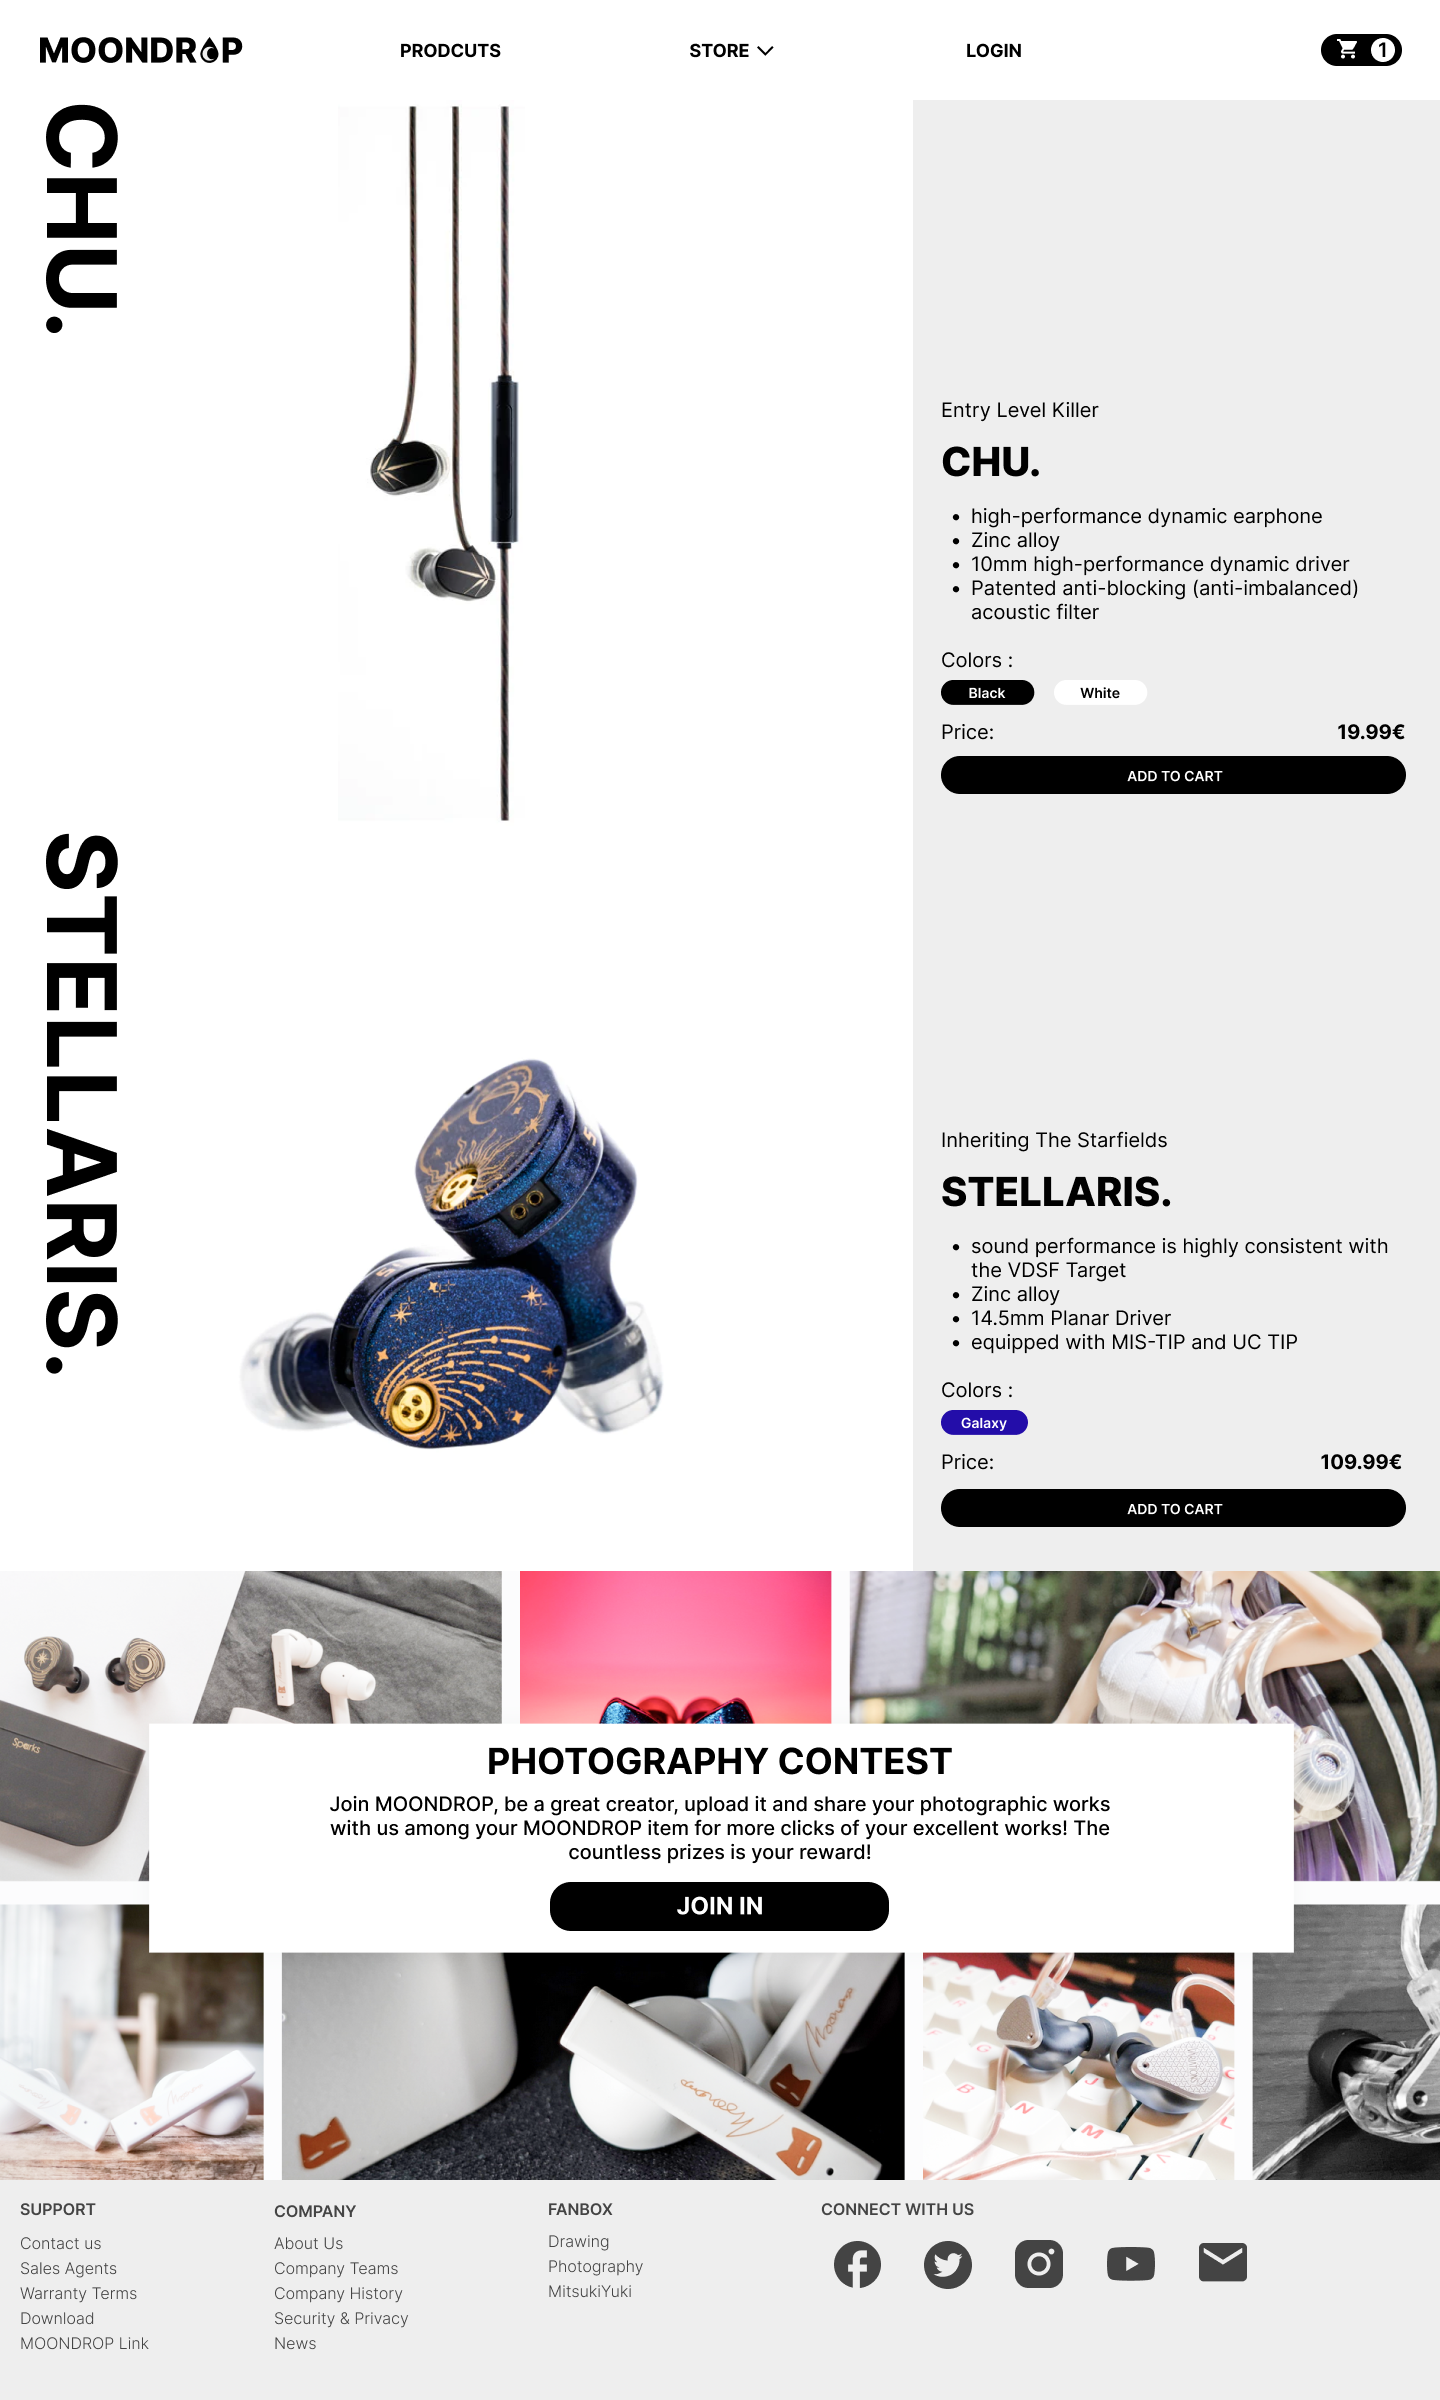 MOONDROP
PRODCUTS
STORE
LOGIN
1
CHU.
Entry Level Killer
CHU.
• high-performance dynamic earphone
• Zinc alloy
• 10mm high-performance dynamic driver
• Patented anti-blocking (anti-imbalanced)
acoustic filter
Colors :
Black
White
Price:
19.99€
ADD TO CART
STELLARIS.
Inheriting The Starfields
STELLARIS.
• sound performance is highly consistent with
the VDSF Target
• Zinc alloy
• 14.5mm Planar Driver
• equipped with MIS-TIP and UC TIP
Colors :
Galaxy
Price:
109.99€
ADD TO CART
Sparks
PHOTOGRAPHY CONTEST
Join MOONDROP, be a great creator, upload it and share your photographic works
with us among your MOONDROP item for more clicks of your excellent works! The
countless prizes is your reward!
JOIN IN
Moondrop
Moondrop
G
B
N
M
J
L
SUPPORT
Contact us
Sales Agents
Warranty Terms
Download
MOONDROP Link
COMPANY
About Us
Company Teams
Company History
Security & Privacy
News
FANBOX
Drawing
Photography
MitsukiYuki
CONNECT WITH US